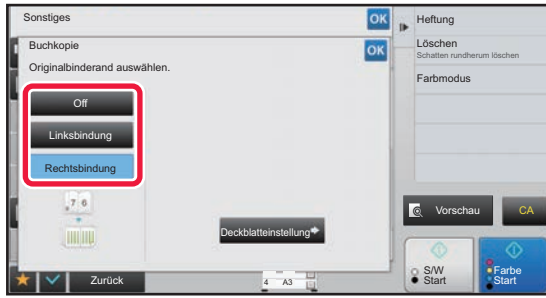 Sonstiges
OK
Buchkopie
OK
Originalbinderand auswählen.
Off
Linksbindung
Rechtsbindung
7 6
Deckblatteinstellung
Zurück
4 A3
Heftung
Löschen
Schatten rundherum löschen
Farbmodus
Vorschau
CA
S/W
Start
Farbe
Start